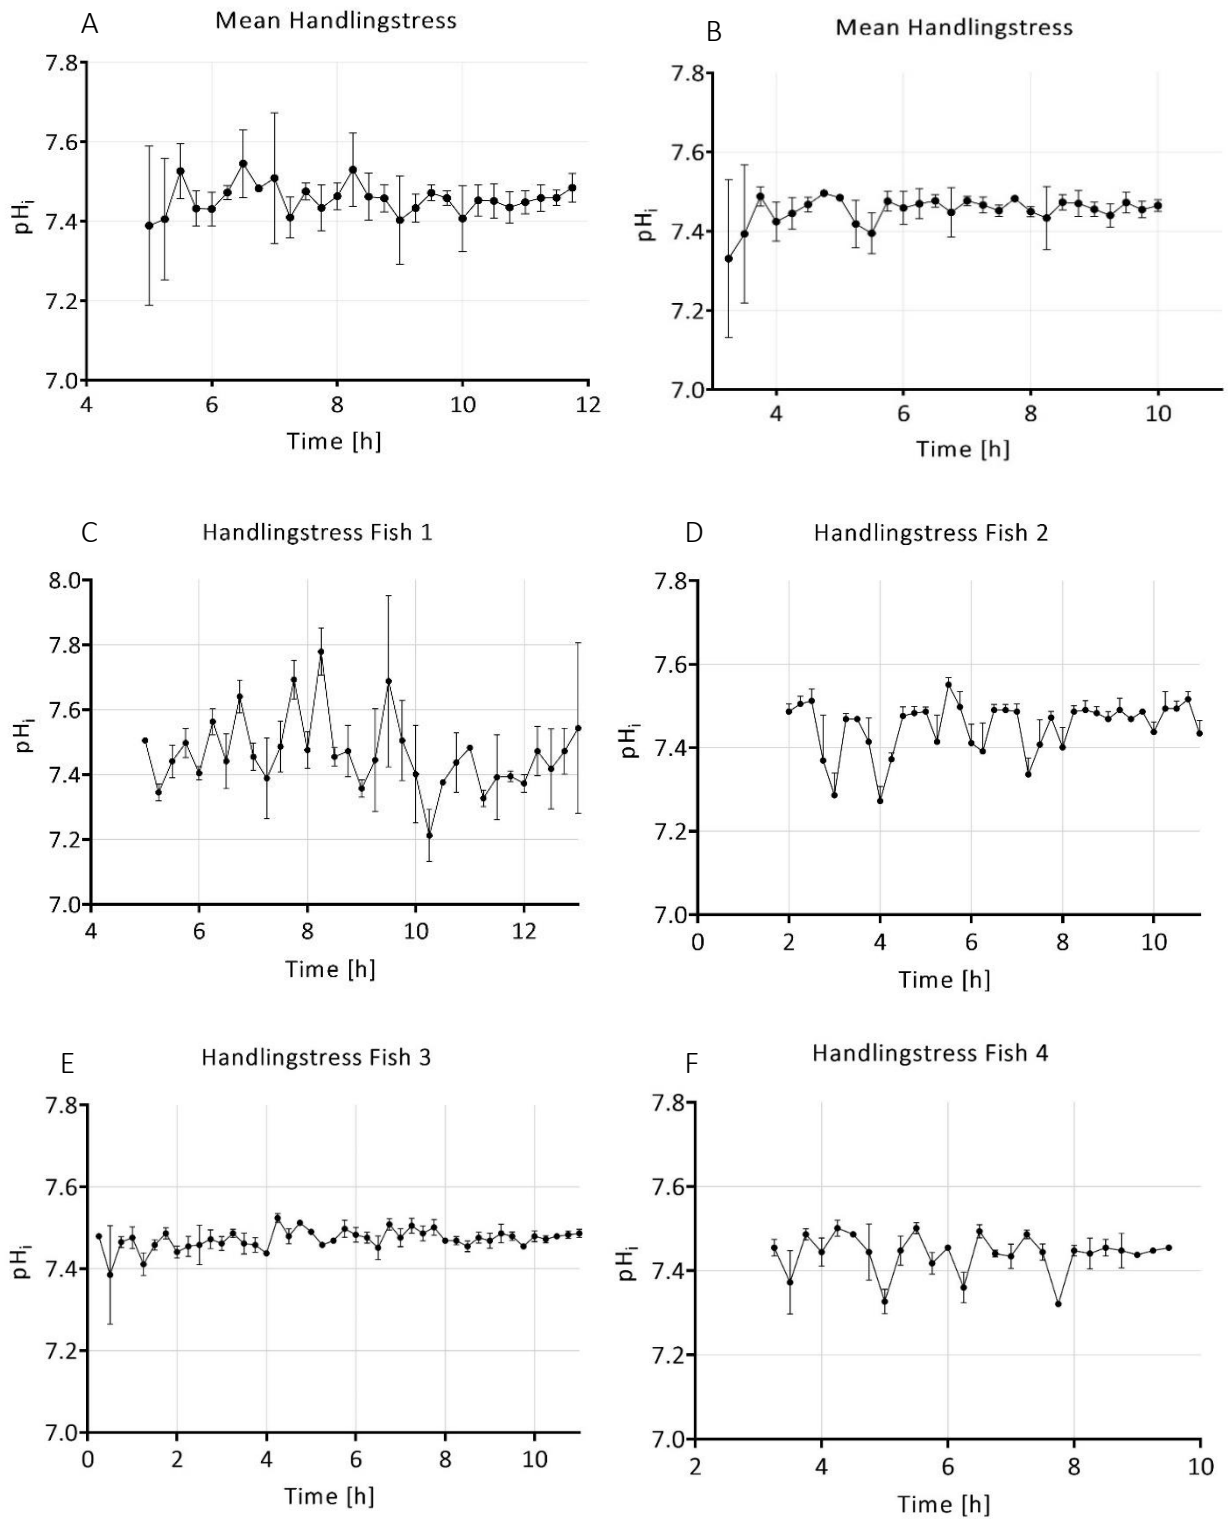 A
Mean Handlingstress
7.8
7.6
7.4
7.2
7.0
pHi
4 6 8 10 12
Time [h]
B
Mean Handlingstress
7.8
7.6
7.4
7.2
7.0
pHi
4 6 8 10
Time [h]
C
Handlingstress Fish 1
8.0
7.8
7.6
7.4
7.2
7.0
pHi
4 6 8 10 12
Time [h]
D
Handlingstress Fish 2
7.8
7.6
7.4
7.2
7.0
pHi
0 2 4 6 8 10
Time [h]
E
Handlingstress Fish 3
7.8
7.6
7.4
7.2
7.0
pHi
0 2 4 6 8 10
Time [h]
F
Handlingstress Fish 4
7.8
7.6
7.4
7.2
7.0
pHi
2 4 6 8 10
Time [h]